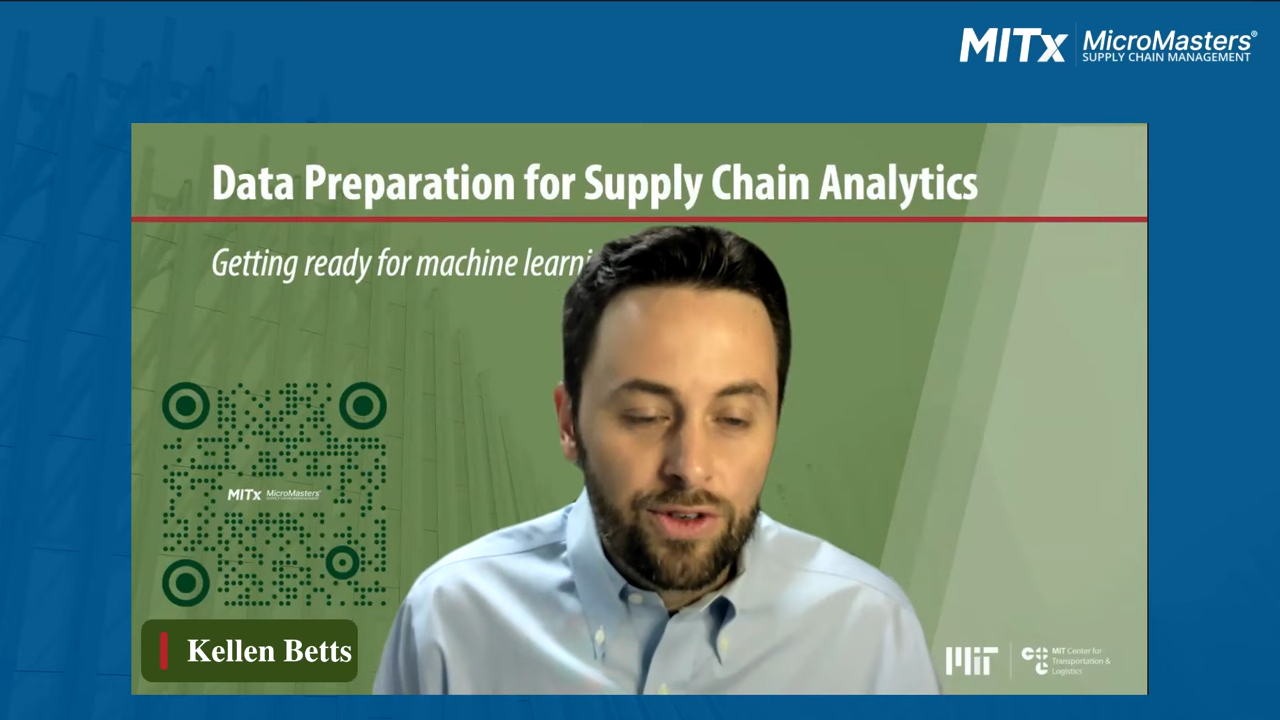 MITx MicroMasters®
SUPPLY CHAIN MANAGEMENT
Data Preparation for Supply Chain Analytics
Getting ready for machine learni
MITx MicroMasters®
Kellen Betts
MIT
MIT Center for
Transportation &
Logistics